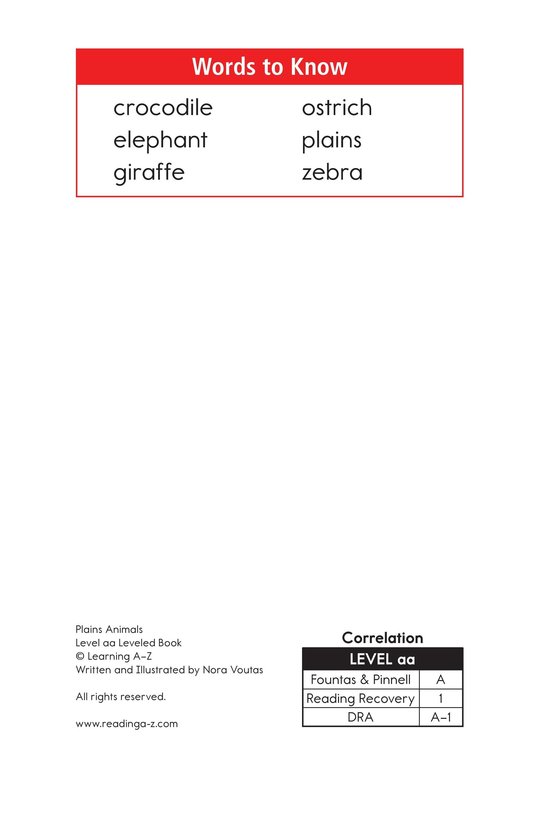 Words to Know
crocodile
elephant
giraffe
ostrich
plains
zebra
Plains Animals
Level aa Leveled Book
© Learning A–Z
Written and Illustrated by Nora Voutas
All rights reserved.
www.readinga-z.com
Correlation
LEVEL aa
Fountas & Pinnell A
Reading Recovery 1
DRA A–1